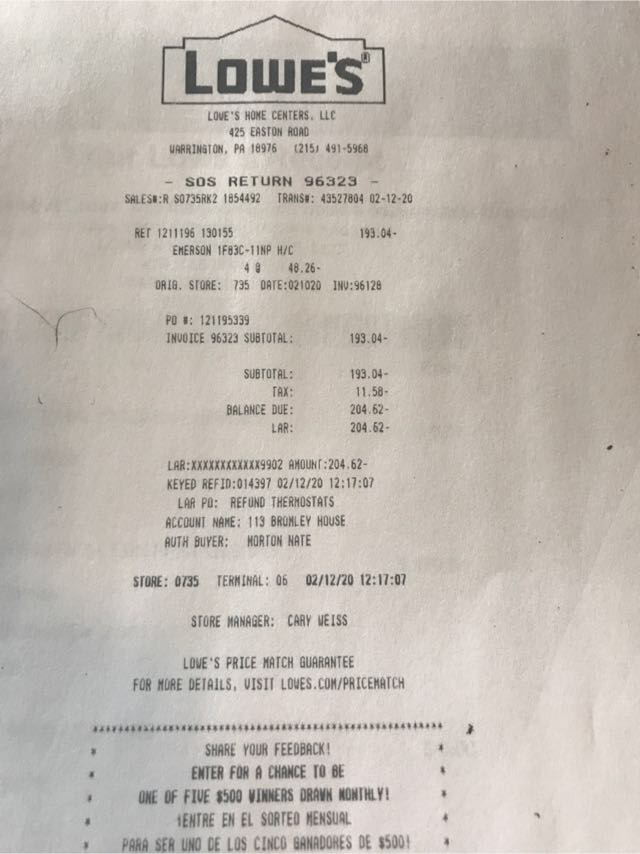 LOWE'S®
LOWE'S HOME CENTERS, LLC
425 EASTON ROAD
WARRINGTON, PA 18976 (215) 491-5968
- SOS RETURN 96323 -
SALES#:R S0735RK2 1854492 TRANS#: 43527804 02-12-20
RET 1211196 130155 193.04-
EMERSON 1F83C-11NP H/C
4 @ 48.26-
ORIG. STORE: 735 DATE:021020 INV:96128
PO #: 121195339
INVOICE 96323 SUBTOTAL: 193.04-
SUBTOTAL: 193.04-
TAX: 11.58-
BALANCE DUE: 204.62-
LAR: 204.62-
LAR:XXXXXXXXXXXX9902 AMOUNT:204.62-
KEYED REFID:014397 02/12/20 12:17:07
LAR PO: REFUND THERMOSTATS
ACCOUNT NAME: 113 BROMLEY HOUSE
AUTH BUYER: MORTON NATE
STORE: 0735 TERMINAL: 06 02/12/20 12:17:07
STORE MANAGER: CARY WEISS
LOWE'S PRICE MATCH GUARANTEE
FOR MORE DETAILS, VISIT LOWES.COM/PRICEMATCH
* SHARE YOUR FEEDBACK! *
* ENTER FOR A CHANCE TO BE *
* ONE OF FIVE $500 WINNERS DRAWN MONTHLY! *
* ¡ENTRE EN EL SORTEO MENSUAL *
* PARA SER UNO DE LOS CINCO GANADORES DE $500! *